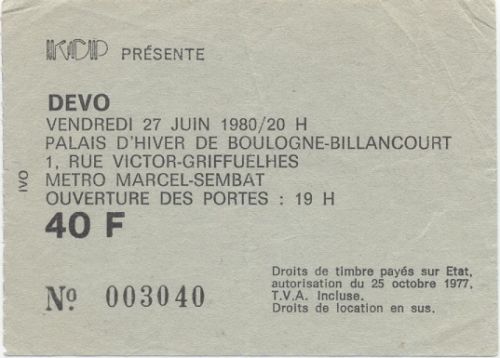 KCP PRÉSENTE
DEVO
VENDREDI 27 JUIN 1980/20 H
PALAIS D'HIVER DE BOULOGNE-BILLANCOURT
1, RUE VICTOR-GRIFFUELHES
METRO MARCEL-SEMBAT
OUVERTURE DES PORTES : 19 H
40 F
IVO
Droits de timbre payés sur Etat,
autorisation du 25 octobre 1977.
T.V.A. Incluse.
Droits de location en sus.
No 003040